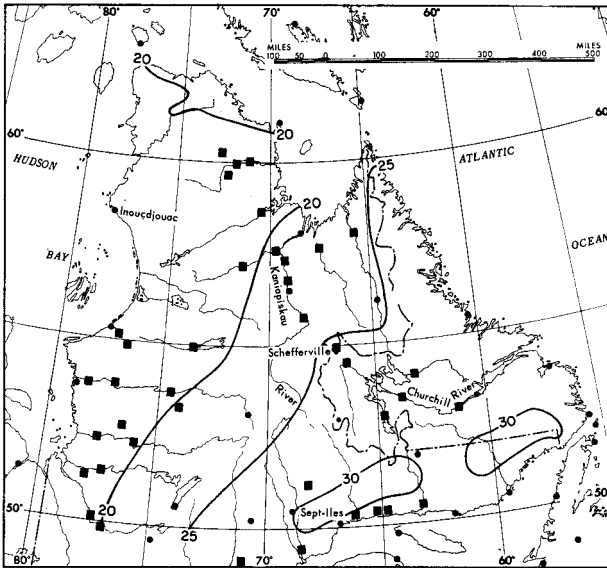 80° 70° 60°
MILES MILES
100 50 0 100 200 300 400 500
20
60° 60°
20
25
ATLANTIC
HUDSON
20
Inoucdjouac
OCEAN
BAY
Kaniapiskau
Schefferville
River
Churchill River
30
30
50° Sept-Iles 50°
20 25
80° 70° 60°